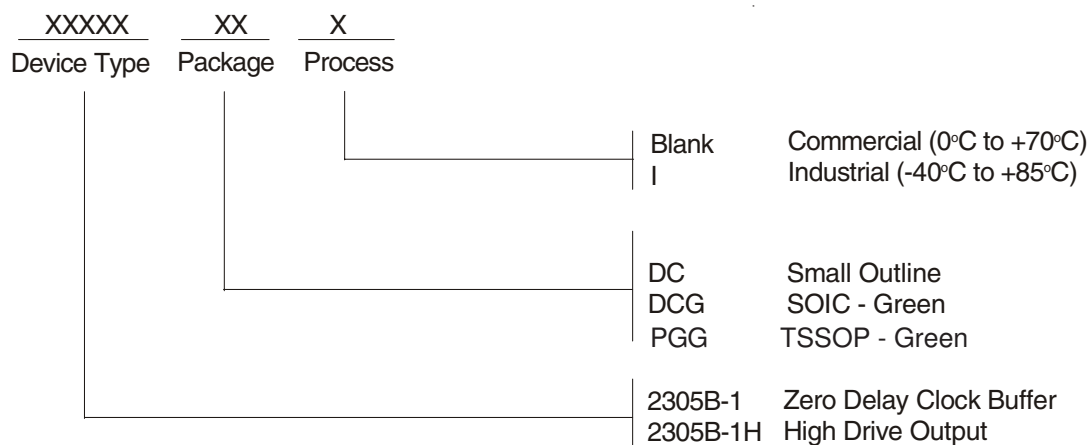 XXXXX XX X
Device Type Package Process
Blank Commercial (0°C to +70°C)
I Industrial (-40°C to +85°C)
DC Small Outline
DCG SOIC - Green
PGG TSSOP - Green
2305B-1 Zero Delay Clock Buffer
2305B-1H High Drive Output